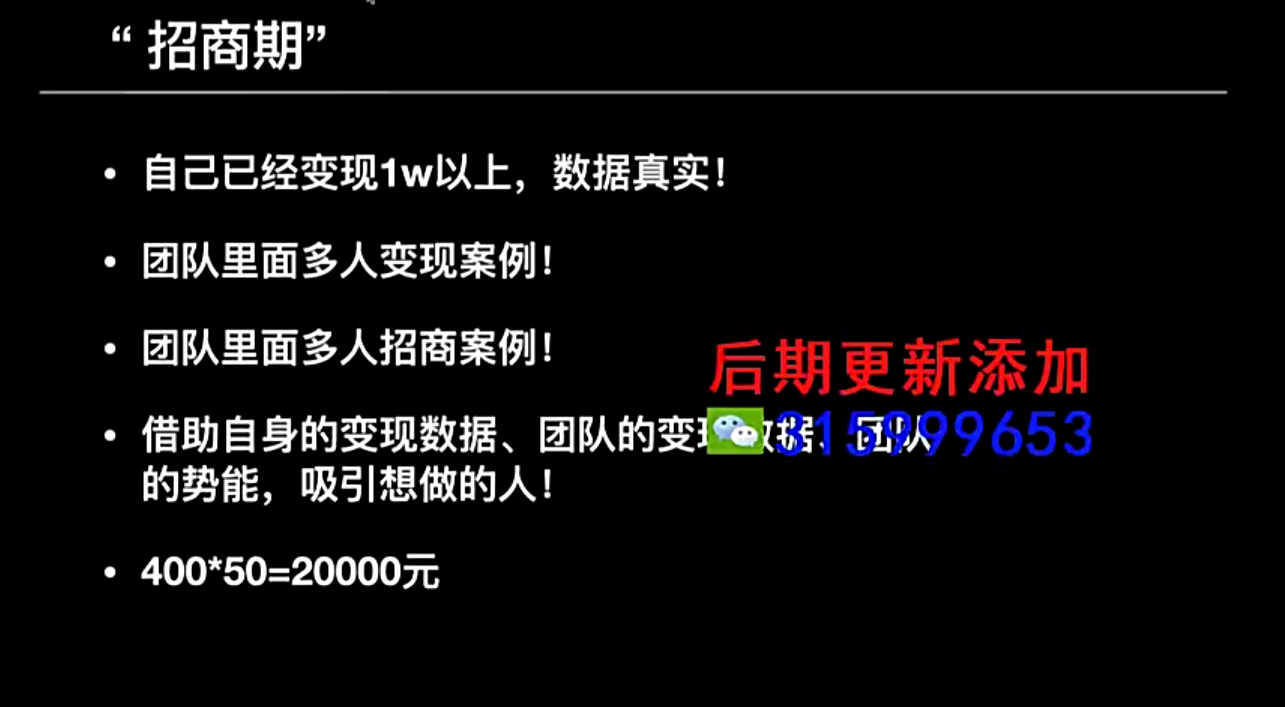 “ 招商期”
• 自己已经变现1w以上，数据真实！
• 团队里面多人变现案例！
• 团队里面多人招商案例！
后期更新添加
• 借助自身的变现数据、团队的变现数据、团队
315999653
的势能，吸引想做的人！
• 400*50=20000元